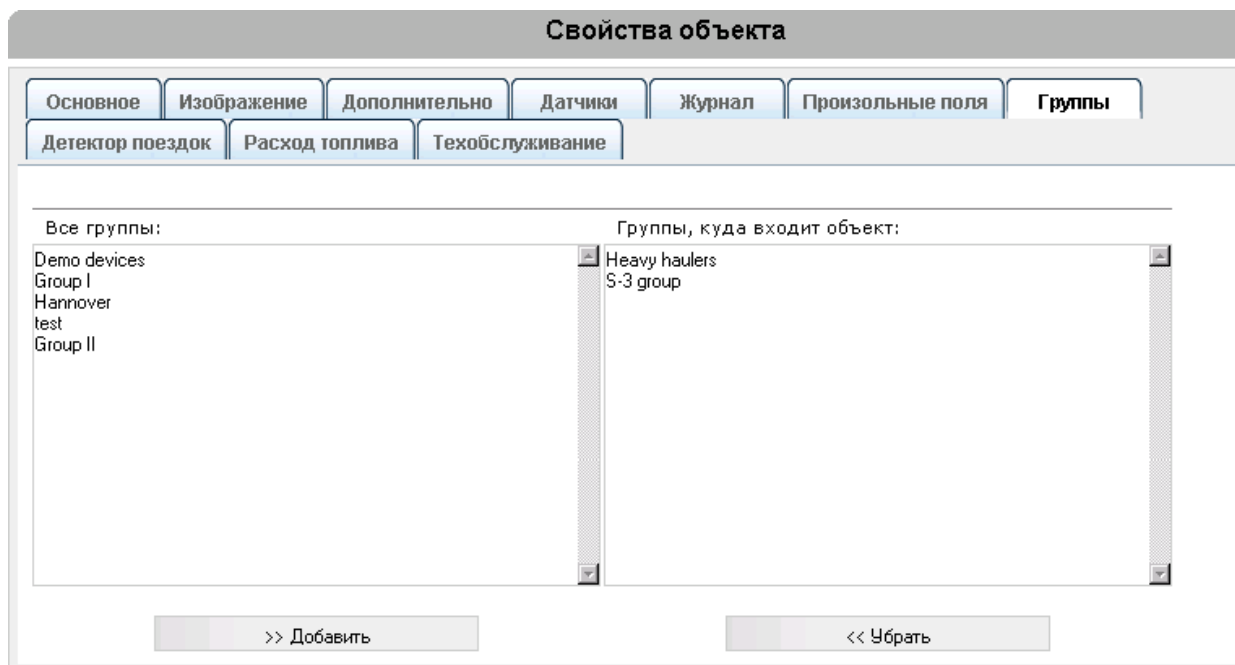 Свойства объекта
Основное Изображение Дополнительно Датчики Журнал Произольные поля Группы
Детектор поездок Расход топлива Техобслуживание
Все группы: Группы, куда входит объект:
Demo devices Heavy haulers
Group I S-3 group
Hannover
test
Group II
>> Добавить << Убрать